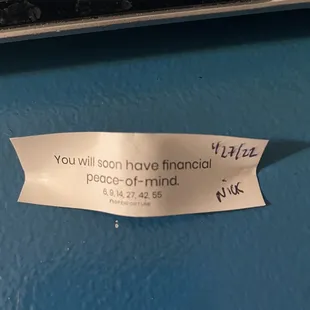 You will soon have financial
peace-of-mind.
6, 9, 14, 27, 42, 55
4/27/22
NICK